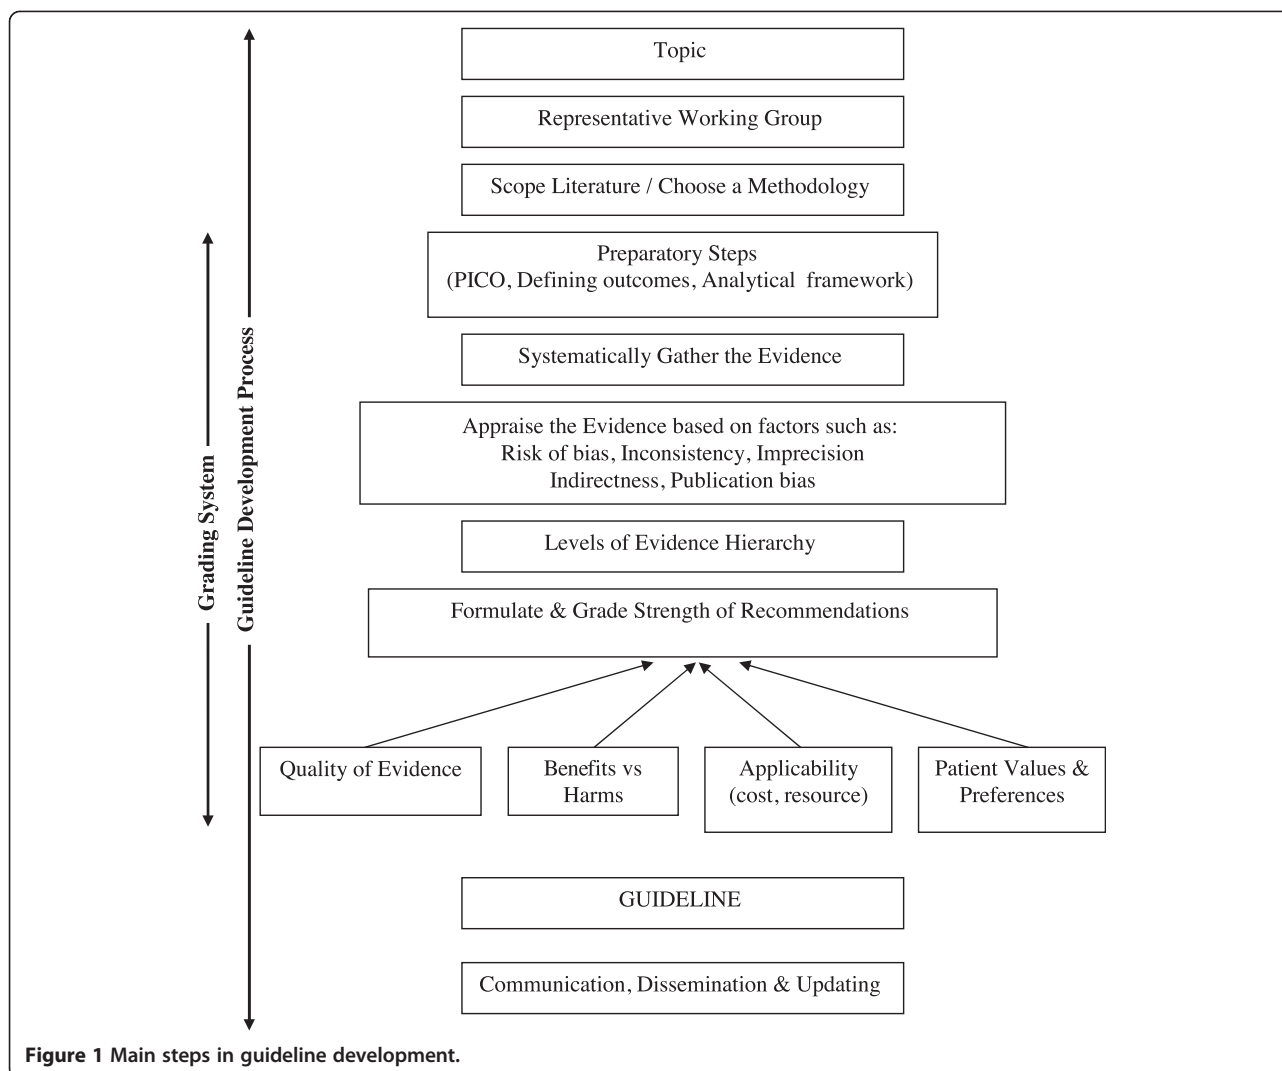 Topic
Representative Working Group
Scope Literature / Choose a Methodology
Preparatory Steps
(PICO, Defining outcomes, Analytical framework)
Systematically Gather the Evidence
Appraise the Evidence based on factors such as:
Risk of bias, Inconsistency, Imprecision
Indirectness, Publication bias
Levels of Evidence Hierarchy
Formulate & Grade Strength of Recommendations
Quality of Evidence
Benefits vs
Harms
Applicability
(cost, resource)
Patient Values &
Preferences
GUIDELINE
Communication, Dissemination & Updating
Grading System
Guideline Development Process
Figure 1 Main steps in guideline development.